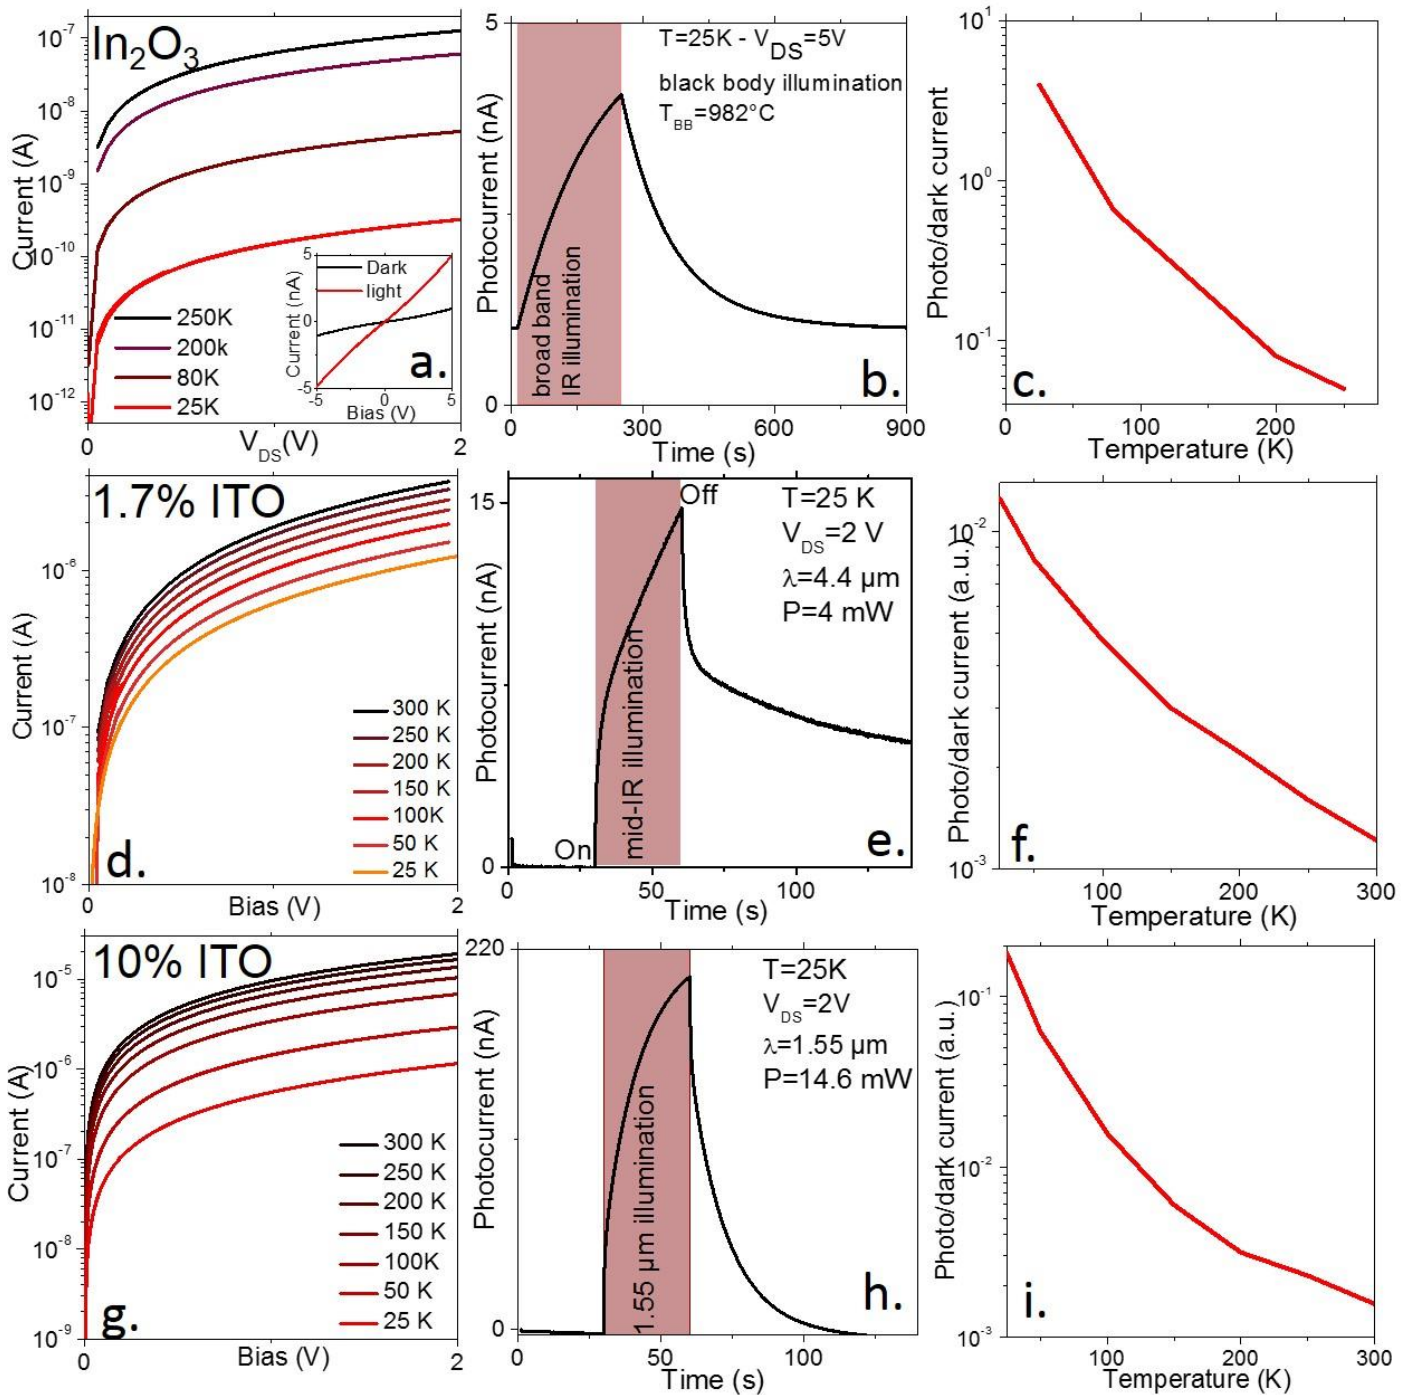 In₂O₃
Current (A)
10⁻⁷
10⁻⁸
10⁻⁹
10⁻¹⁰
10⁻¹¹
10⁻¹²
250K
200k
80K
25K
Current (nA)
5
0
-5
Dark
light
-5 0 5
Bias (V)
a.
0 2
V_DS(V)
Photocurrent (nA)
5
0
T=25K - V_DS=5V
black body illumination
T_BB=982°C
broad band
IR illumination
b.
0 300 600 900
Time (s)
Photo/dark current
10¹
10⁰
10⁻¹
c.
0 100 200
Temperature (K)
1.7% ITO
Current (A)
10⁻⁶
10⁻⁷
10⁻⁸
300 K
250 K
200 K
150 K
100K
50 K
25 K
d.
0 2
Bias (V)
Photocurrent (nA)
15
0
Off
On
T=25 K
V_DS=2 V
λ=4.4 µm
P=4 mW
mid-IR illumination
e.
0 50 100
Time (s)
Photo/dark current (a.u.)
10⁻²
10⁻³
f.
100 200 300
Temperature (K)
10% ITO
Current (A)
10⁻⁵
10⁻⁶
10⁻⁷
10⁻⁸
10⁻⁹
300 K
250 K
200 K
150 K
100K
50 K
25 K
g.
0 2
Bias (V)
Photocurrent (nA)
220
0
T=25K
V_DS=2V
λ=1.55 µm
P=14.6 mW
1.55 µm illumination
h.
0 50 100
Time (s)
Photo/dark current (a.u.)
10⁻¹
10⁻²
10⁻³
i.
100 200 300
Temperature (K)